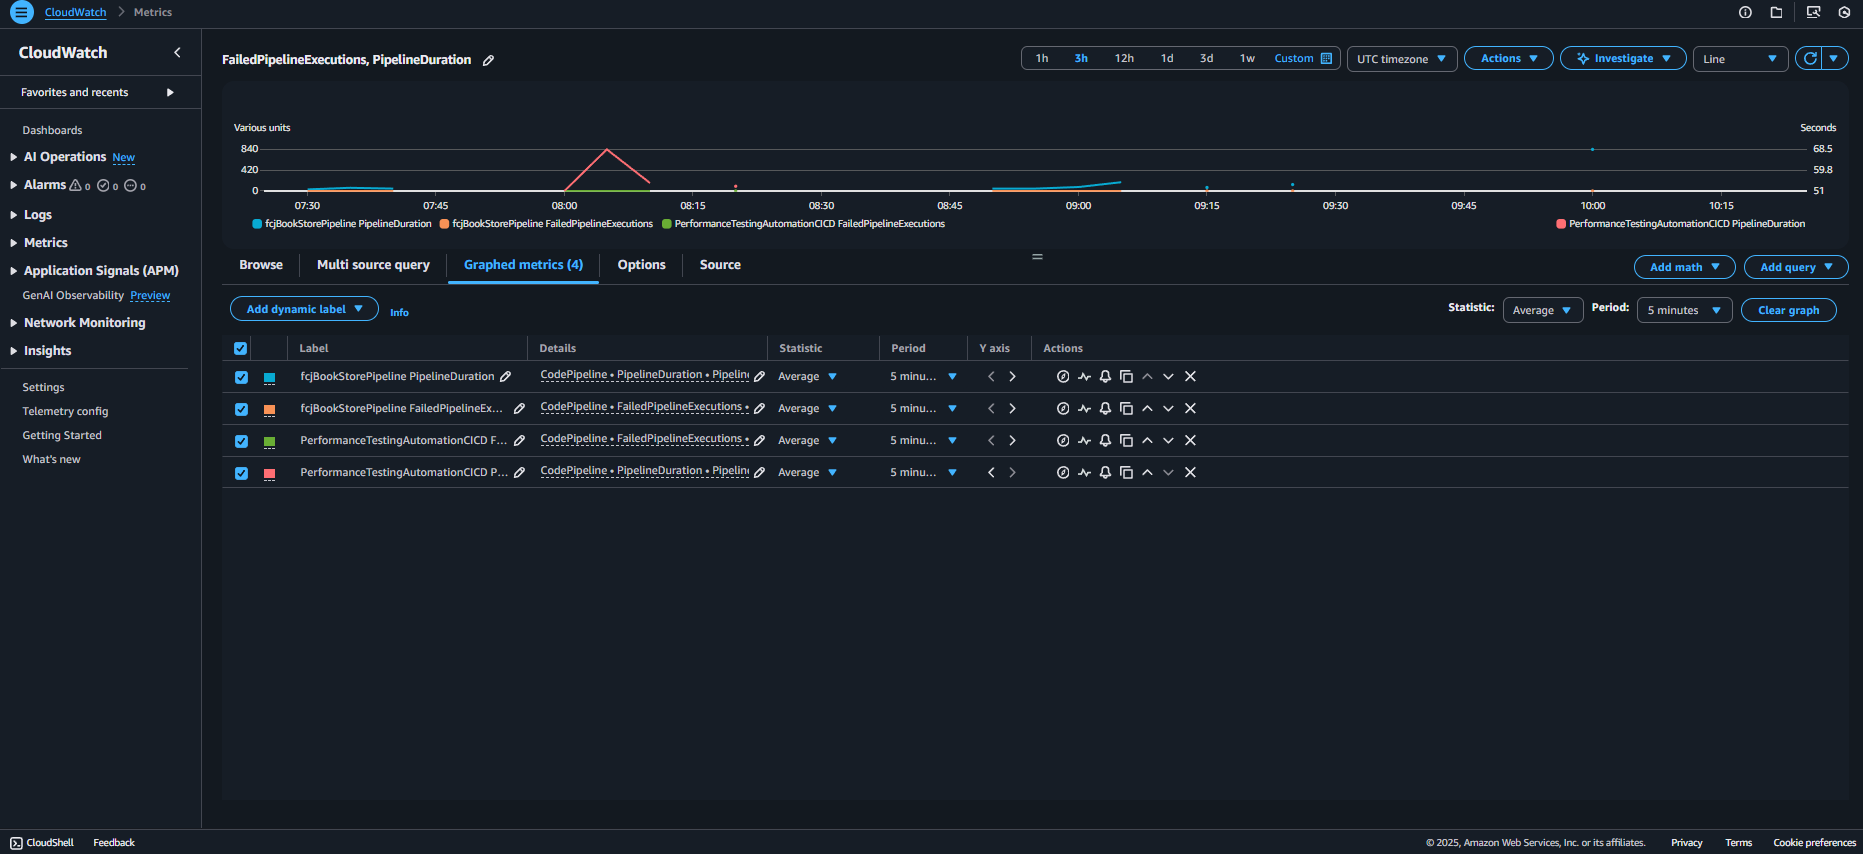 CloudWatch > Metrics
CloudWatch
Favorites and recents
Dashboards
AI Operations New
Alarms 0 0 0
Logs
Metrics
Application Signals (APM)
GenAI Observability Preview
Network Monitoring
Insights
Settings
Telemetry config
Getting Started
What's new
FailedPipelineExecutions, PipelineDuration
1h 3h 12h 1d 3d 1w Custom
UTC timezone
Actions
Investigate
Line
Various units
Seconds
840
420
0
68.5
59.8
51
07:30 07:45 08:00 08:15 08:30 08:45 09:00 09:15 09:30 09:45 10:00 10:15
fcjBookStorePipeline PipelineDuration fcjBookStorePipeline FailedPipelineExecutions PerformanceTestingAutomationCICD FailedPipelineExecutions PerformanceTestingAutomationCICD PipelineDuration
Browse Multi source query Graphed metrics (4) Options Source
Add math Add query
Add dynamic label Info
Statistic: Average Period: 5 minutes Clear graph
Label Details Statistic Period Y axis Actions
fcjBookStorePipeline PipelineDuration CodePipeline • PipelineDuration • Pipelin Average 5 minu...
fcjBookStorePipeline FailedPipelineEx... CodePipeline • FailedPipelineExecutions • Average 5 minu...
PerformanceTestingAutomationCICD F... CodePipeline • FailedPipelineExecutions • Average 5 minu...
PerformanceTestingAutomationCICD P... CodePipeline • PipelineDuration • Pipelin Average 5 minu...
CloudShell Feedback
© 2025, Amazon Web Services, Inc. or its affiliates. Privacy Terms Cookie preferences